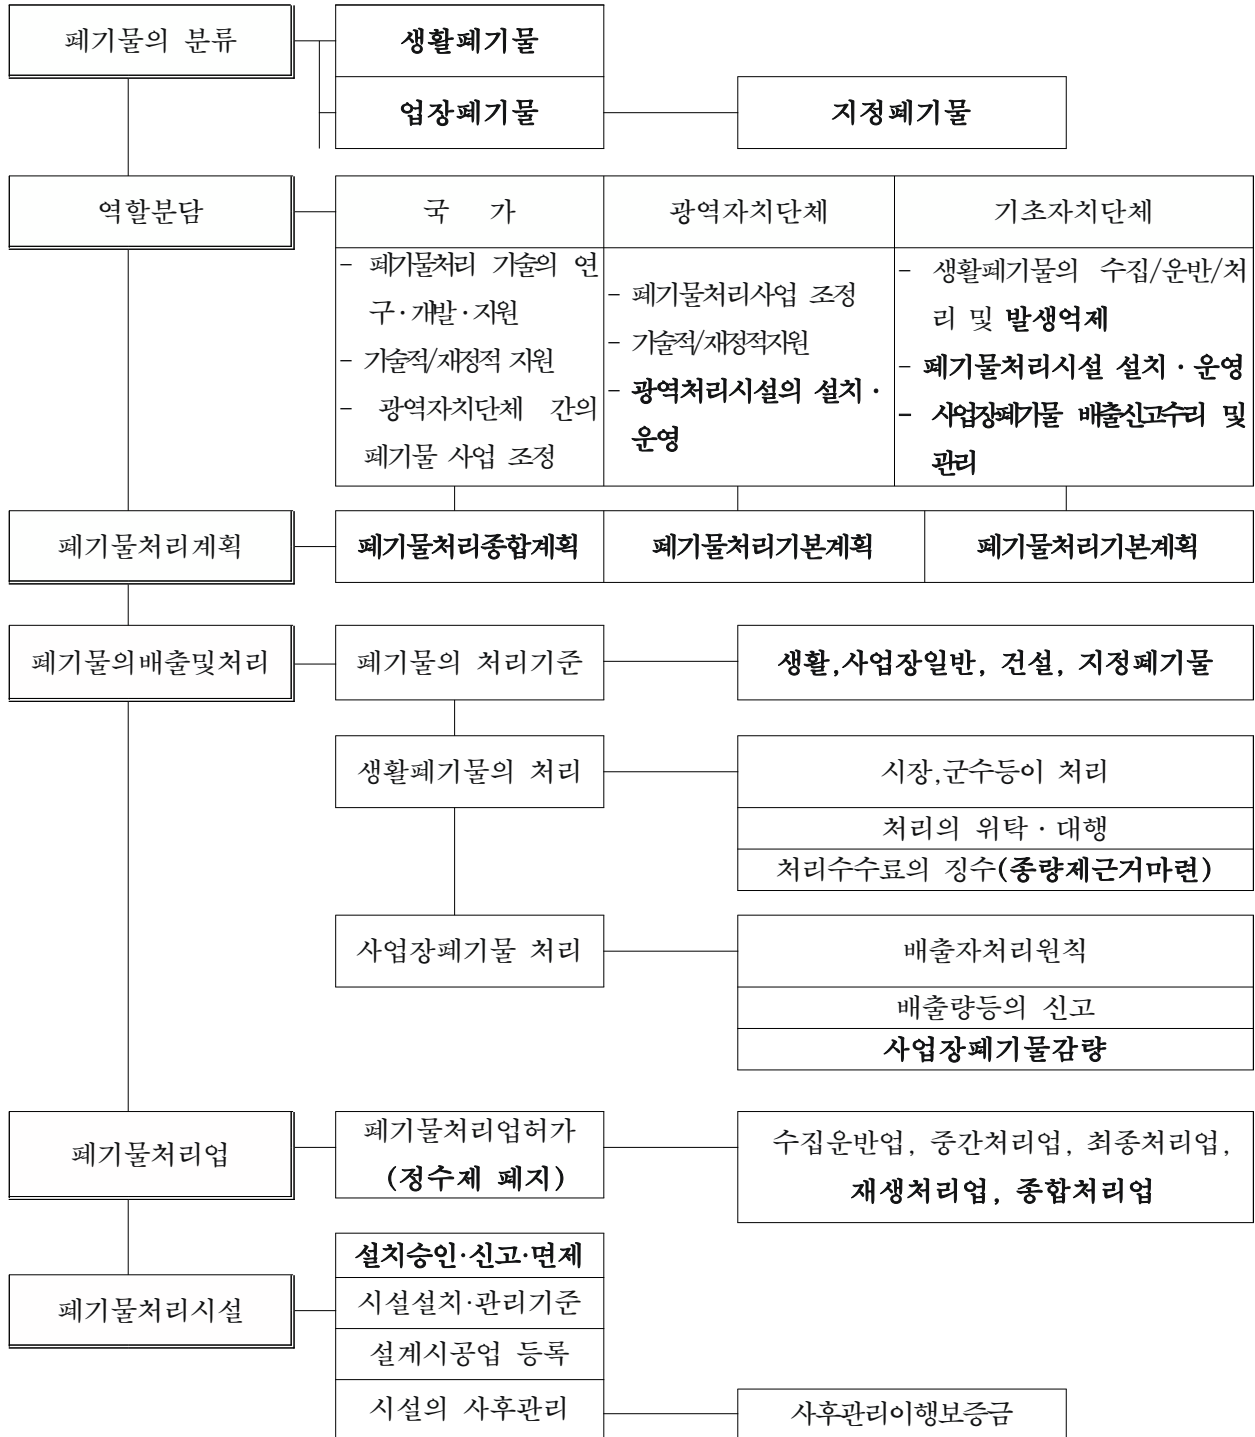 폐기물의 분류
생활폐기물
업장폐기물
지정폐기물
역할분담
국 가
광역자치단체
기초자치단체
- 폐기물처리 기술의 연
구·개발·지원
- 기술적/재정적 지원
- 광역자치단체 간의
폐기물 사업 조정
- 폐기물처리사업 조정
- 기술적/재정적지원
- 광역처리시설의 설치·
운영
- 생활폐기물의 수집/운반/처
리 및 발생억제
- 폐기물처리시설 설치·운영
- 사업장폐기물 배출신고수리 및
관리
폐기물처리계획
폐기물처리종합계획
폐기물처리기본계획
폐기물처리기본계획
폐기물의배출및처리
폐기물의 처리기준
생활,사업장일반, 건설, 지정폐기물
생활폐기물의 처리
시장,군수등이 처리
처리의 위탁·대행
처리수수료의 징수(종량제근거마련)
사업장폐기물 처리
배출자처리원칙
배출량등의 신고
사업장폐기물감량
폐기물처리업
폐기물처리업허가
(정수제 폐지)
수집운반업, 중간처리업, 최종처리업,
재생처리업, 종합처리업
폐기물처리시설
설치승인·신고·면제
시설설치·관리기준
설계시공업 등록
시설의 사후관리
사후관리이행보증금